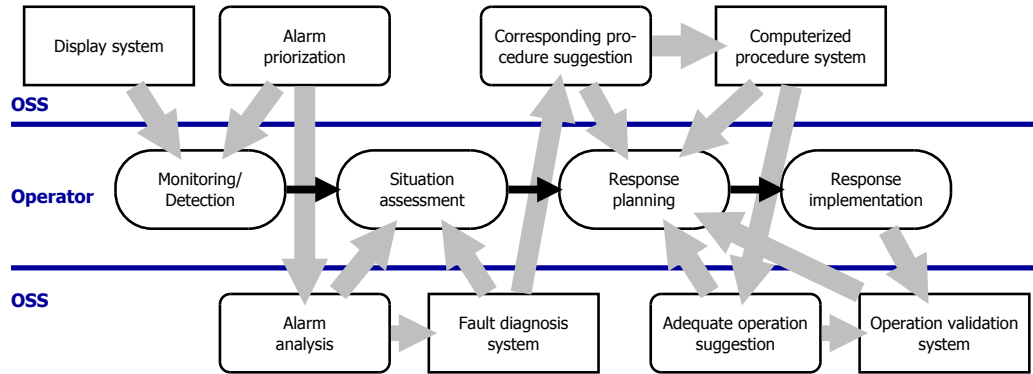 Display system
Alarm
priorization
Corresponding pro-
cedure suggestion
Computerized
procedure system
OSS
Operator
Monitoring/
Detection
Situation
assessment
Response
planning
Response
implementation
OSS
Alarm
analysis
Fault diagnosis
system
Adequate operation
suggestion
Operation validation
system